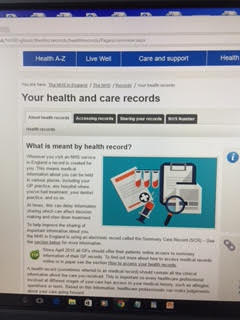 Health A-Z Live Well Care and support Health
You are here: The NHS in England The NHS Records Your health and care records
Your health and care records
About health records Accessing records Sharing your records NHS Number
Health records
What is meant by health record?
Wherever you visit an NHS service
in England a record is created for
you. This means medical
information about you can be held
in various places, including your
GP practice, any hospital where
you've had treatment, your dentist
practice, and so on.
At times, this can delay information
sharing which can affect decision
making and slow down treatment.
To help improve the sharing of
important information about you,
the NHS in England is using an electronic record called the Summary Care Record (SCR) - See
the section below for more information.
Since April 2015 all GPs should offer their patients online access to summary
information of their GP records. To find out more about how to access medical records
online or in paper see the section How to access your health records.
A health record (sometimes referred to as medical record) should contain all the clinical
information about the care you received. This is important so every healthcare professional
involved at different stages of your care has access to your medical history such as allergies,
operations or tests. Based on this information, healthcare professionals can make judgements
about your care going forward.